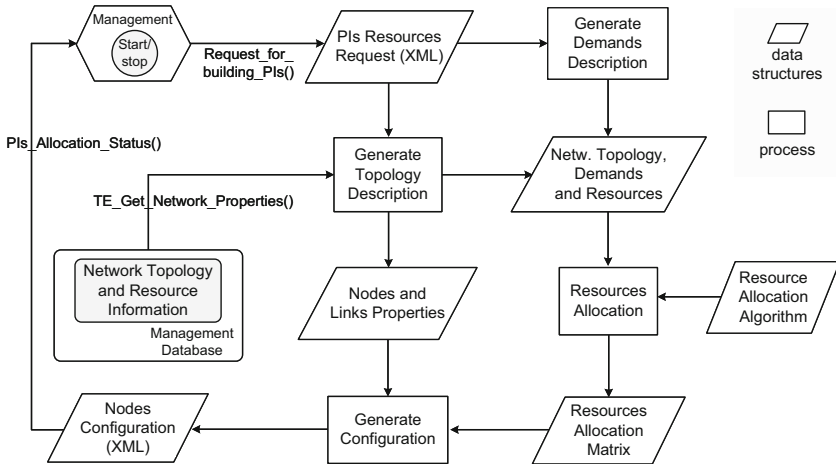 Management
Start/
stop
Request_for_
building_PIs()
PIs Resources
Request (XML)
Generate
Demands
Description
data
structures
process
PIs_Allocation_Status()
Generate
Topology
Description
Netw. Topology,
Demands
and Resources
TE_Get_Network_Properties()
Network Topology
and Resource
Information
Management
Database
Nodes and
Links Properties
Resources
Allocation
Resource
Allocation
Algorithm
Nodes
Configuration
(XML)
Generate
Configuration
Resources
Allocation
Matrix